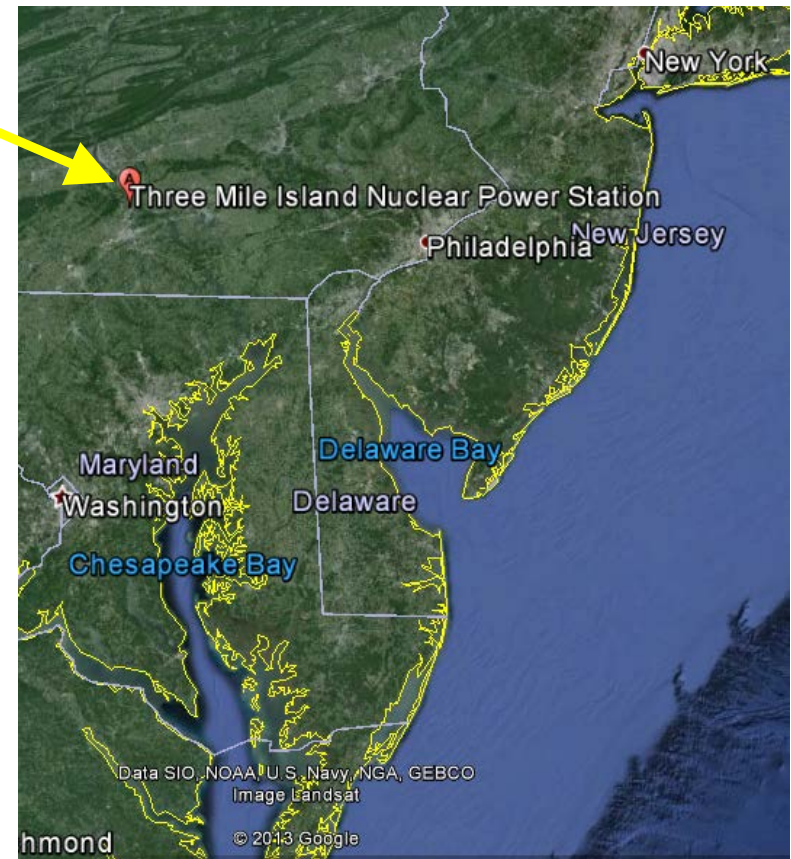 New York
A
Three Mile Island Nuclear Power Station
New Jersey
Philadelphia
Delaware Bay
Maryland
Washington
Delaware
Chesapeake Bay
Data SIO, NOAA, U.S. Navy, NGA, GEBCO
Image Landsat
hmond
© 2013 Google